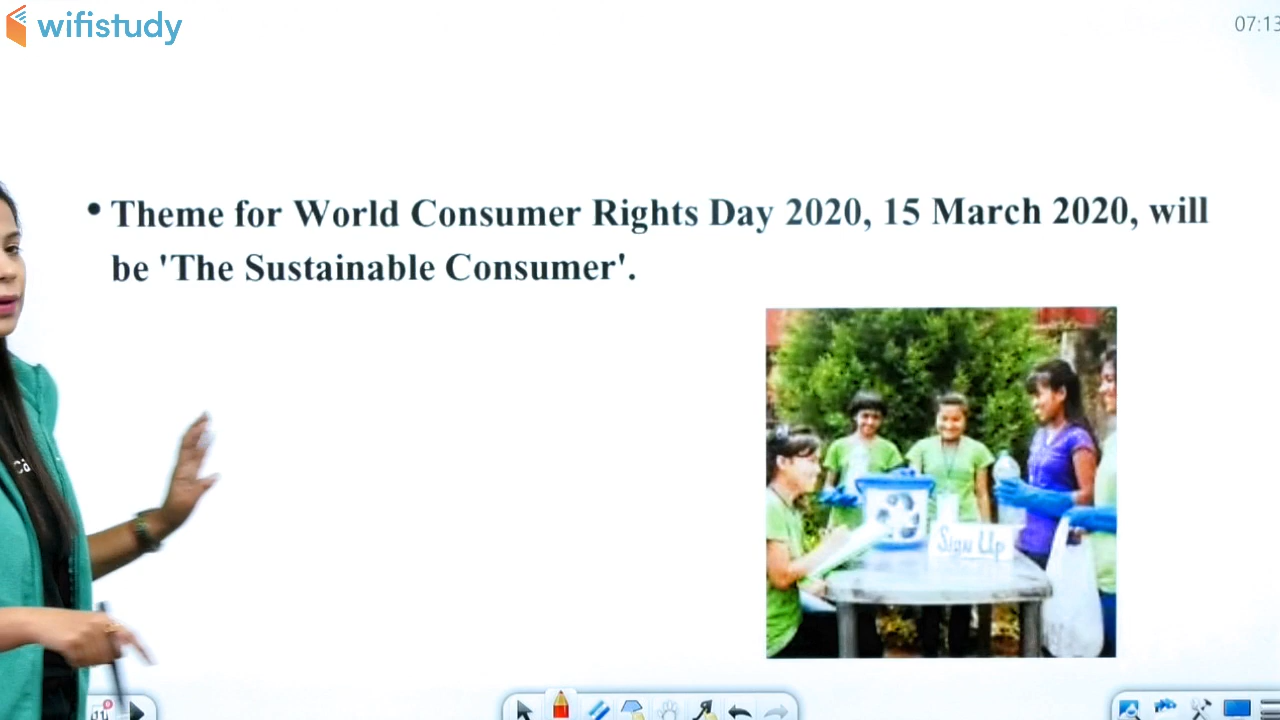 wifistudy
07:13
• Theme for World Consumer Rights Day 2020, 15 March 2020, will
be 'The Sustainable Consumer'.
Sign Up